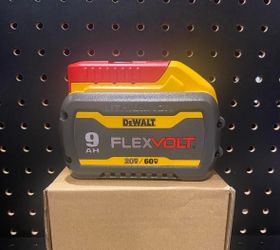 DEWALT
9
AH
FLEXVOLT
20V/60V